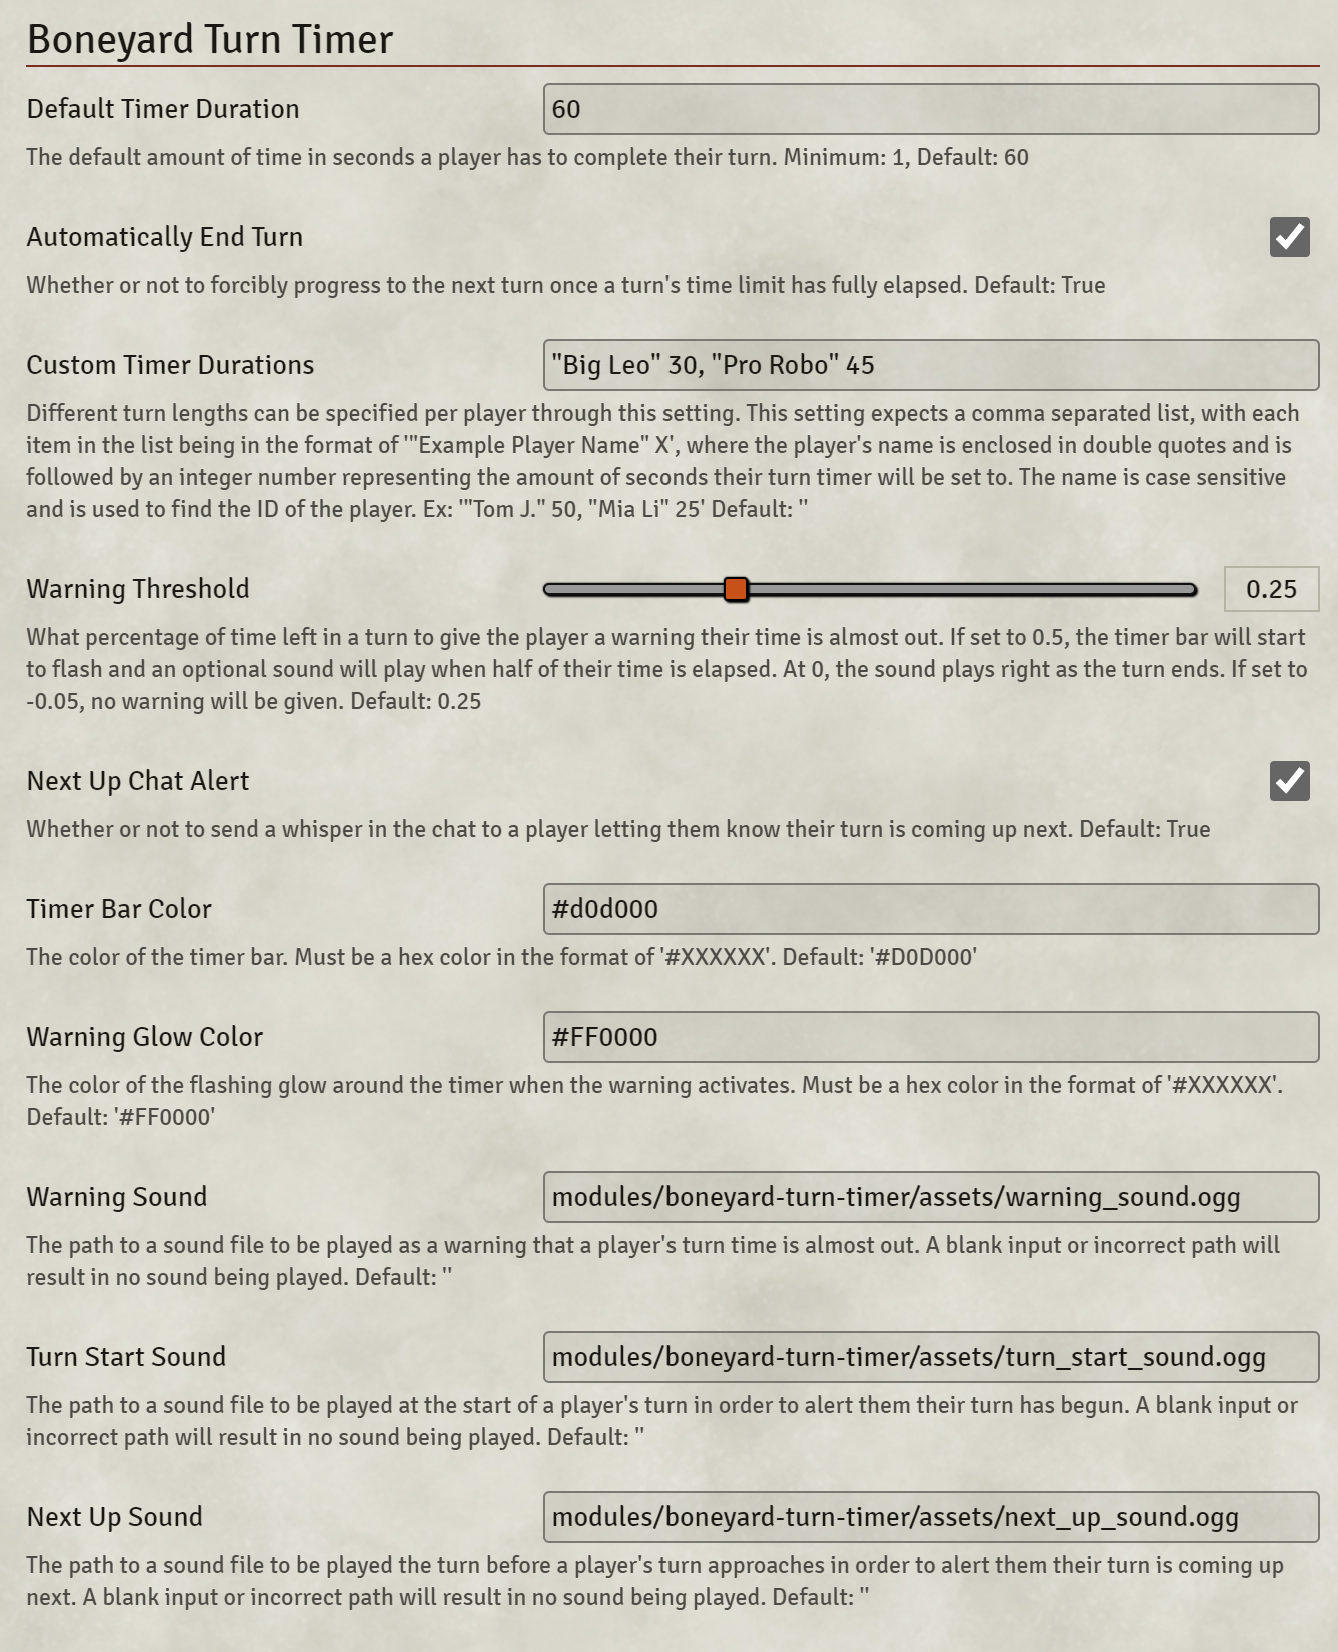 Boneyard Turn Timer
Default Timer Duration
60
The default amount of time in seconds a player has to complete their turn. Minimum: 1, Default: 60
Automatically End Turn
Whether or not to forcibly progress to the next turn once a turn's time limit has fully elapsed. Default: True
Custom Timer Durations
"Big Leo" 30, "Pro Robo" 45
Different turn lengths can be specified per player through this setting. This setting expects a comma separated list, with each
item in the list being in the format of '"Example Player Name" X', where the player's name is enclosed in double quotes and is
followed by an integer number representing the amount of seconds their turn timer will be set to. The name is case sensitive
and is used to find the ID of the player. Ex: '"Tom J." 50, "Mia Li" 25' Default: ''
Warning Threshold
0.25
What percentage of time left in a turn to give the player a warning their time is almost out. If set to 0.5, the timer bar will start
to flash and an optional sound will play when half of their time is elapsed. At 0, the sound plays right as the turn ends. If set to
-0.05, no warning will be given. Default: 0.25
Next Up Chat Alert
Whether or not to send a whisper in the chat to a player letting them know their turn is coming up next. Default: True
Timer Bar Color
#d0d000
The color of the timer bar. Must be a hex color in the format of '#XXXXXX'. Default: '#D0D000'
Warning Glow Color
#FF0000
The color of the flashing glow around the timer when the warning activates. Must be a hex color in the format of '#XXXXXX'.
Default: '#FF0000'
Warning Sound
modules/boneyard-turn-timer/assets/warning_sound.ogg
The path to a sound file to be played as a warning that a player's turn time is almost out. A blank input or incorrect path will
result in no sound being played. Default: ''
Turn Start Sound
modules/boneyard-turn-timer/assets/turn_start_sound.ogg
The path to a sound file to be played at the start of a player's turn in order to alert them their turn has begun. A blank input or
incorrect path will result in no sound being played. Default: ''
Next Up Sound
modules/boneyard-turn-timer/assets/next_up_sound.ogg
The path to a sound file to be played the turn before a player's turn approaches in order to alert them their turn is coming up
next. A blank input or incorrect path will result in no sound being played. Default: ''